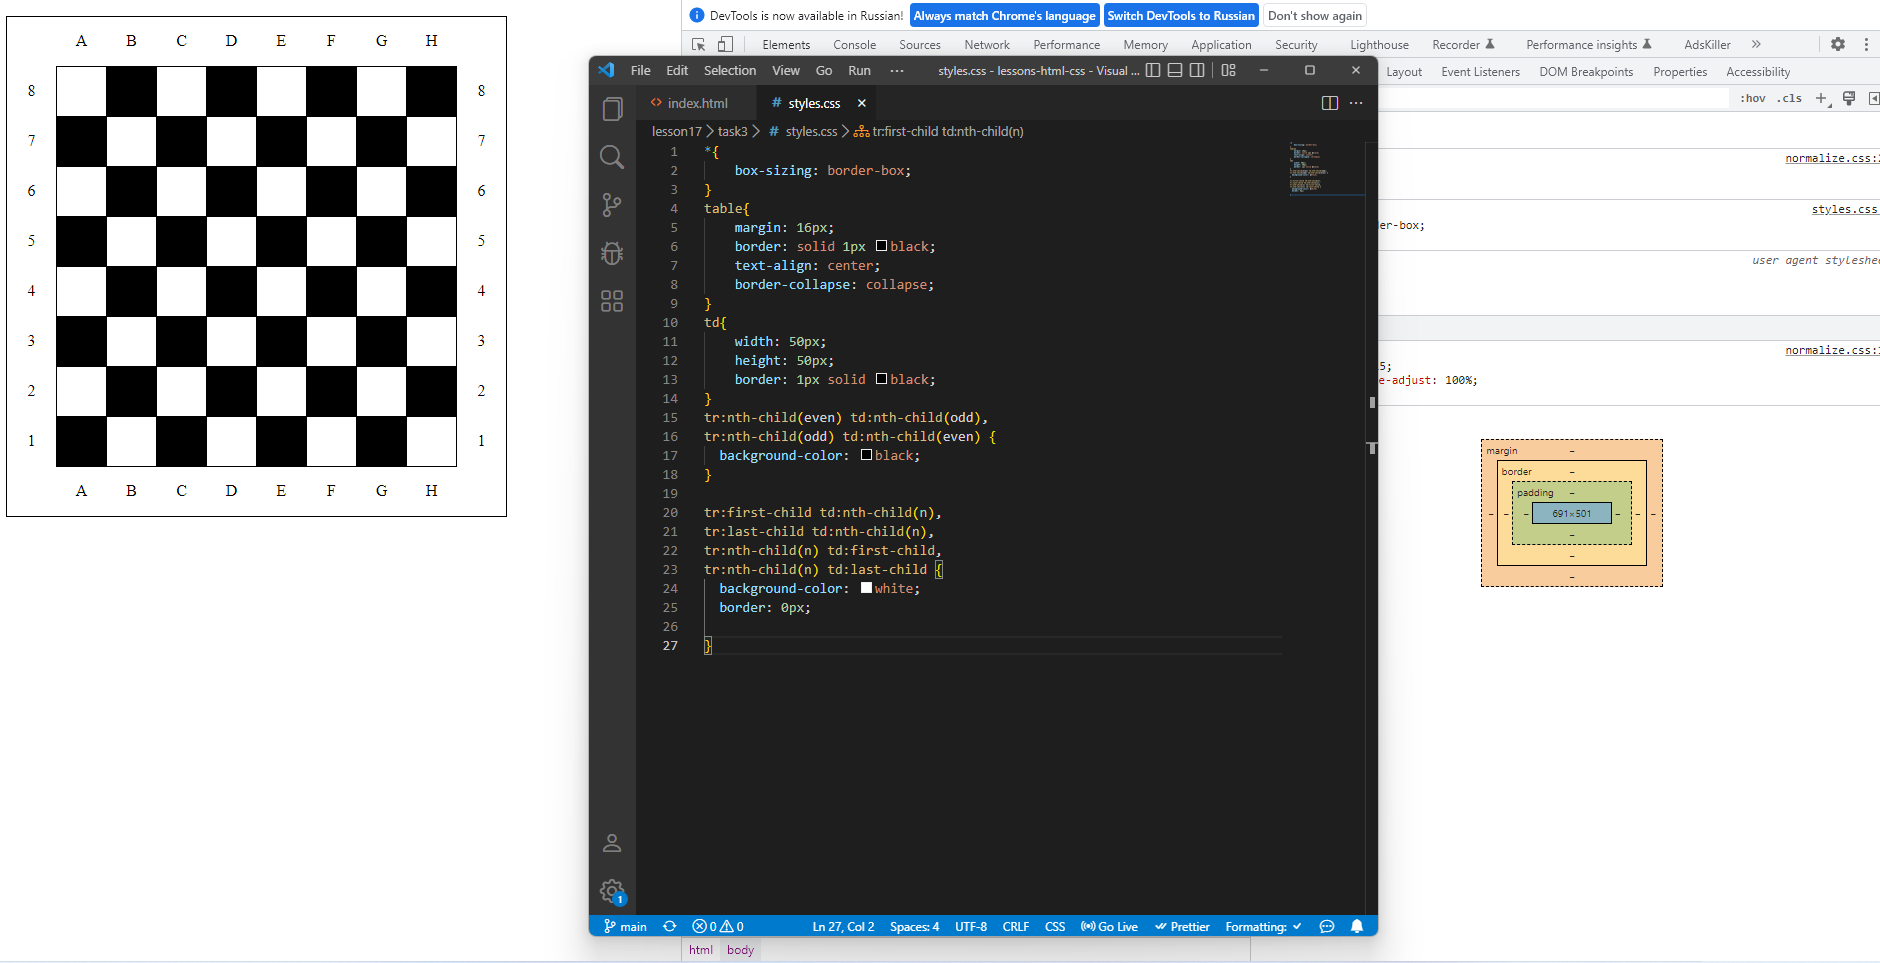 A B C D E F G H
8 8
7 7
6 6
5 5
4 4
3 3
2 2
1 1
A B C D E F G H
DevTools is now available in Russian! Always match Chrome's language Switch DevTools to Russian Don't show again
Elements Console Sources Network Performance Memory Application Security Lighthouse Recorder Performance insights AdsKiller
File Edit Selection View Go Run ··· styles.css - lessons-html-css - Visual ...
Layout Event Listeners DOM Breakpoints Properties Accessibility
:hov .cls
index.html # styles.css
lesson17 > task3 > # styles.css > tr:first-child td:nth-child(n)
1 *{
2 box-sizing: border-box;
3 }
4 table{
5 margin: 16px;
6 border: solid 1px black;
7 text-align: center;
8 border-collapse: collapse;
9 }
10 td{
11 width: 50px;
12 height: 50px;
13 border: 1px solid black;
14 }
15 tr:nth-child(even) td:nth-child(odd),
16 tr:nth-child(odd) td:nth-child(even) {
17 background-color: black;
18 }
19
20 tr:first-child td:nth-child(n),
21 tr:last-child td:nth-child(n),
22 tr:nth-child(n) td:first-child,
23 tr:nth-child(n) td:last-child {
24 background-color: white;
25 border: 0px;
26
27 }
normalize.css:
styles.css:
er-box;
user agent styleshee
normalize.css:
5;
e-adjust: 100%;
margin –
border –
padding –
– – – 691×501 – – –
–
–
–
1
main 0 0 Ln 27, Col 2 Spaces: 4 UTF-8 CRLF CSS Go Live Prettier Formatting:
html body